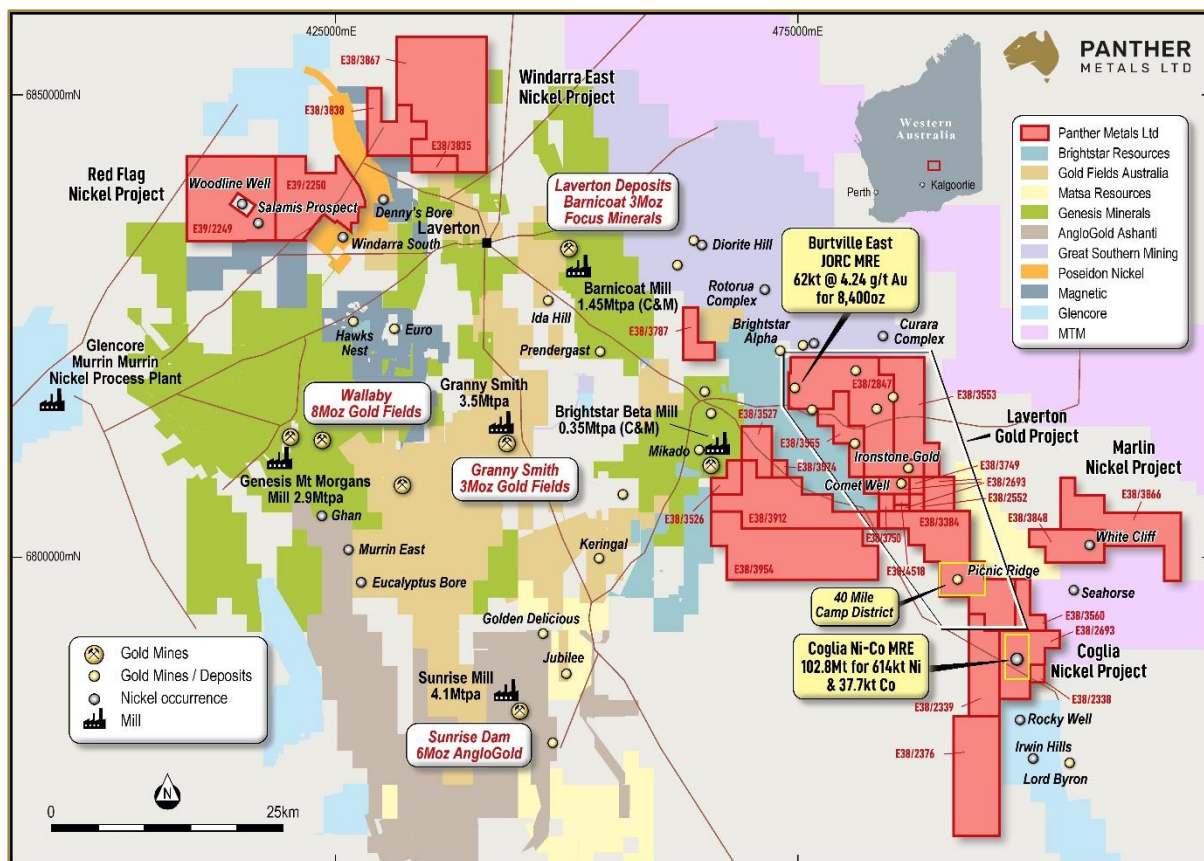 425000mE
475000mE
6850000mN
6800000mN
PANTHER
METALS LTD
Western
Australia
Perth
Kalgoorlie
Panther Metals Ltd
Brightstar Resources
Gold Fields Australia
Matsa Resources
Genesis Minerals
AngloGold Ashanti
Great Southern Mining
Poseidon Nickel
Magnetic
Glencore
MTM
E38/3867
E38/3838
E38/3835
Windarra East
Nickel Project
Red Flag
Nickel Project
Woodline Well
E39/2250
Salamis Prospect
E39/2249
Denny's Bore
Laverton
Windarra South
Laverton Deposits
Barnicoat 3Moz
Focus Minerals
Barnicoat Mill
1.45Mtpa (C&M)
Diorite Hill
Rotorua
Complex
Burtville East
JORC MRE
62kt @ 4.24 g/t Au
for 8,400oz
Ida Hill
Hawks
Nest
Euro
Prendergast
E38/3787
Brightstar
Alpha
Curara
Complex
Glencore
Murrin Murrin
Nickel Process Plant
Wallaby
8Moz Gold Fields
Granny Smith
3.5Mtpa
Brightstar Beta Mill
0.35Mtpa (C&M)
E38/2847
E38/3553
Laverton
Gold Project
E38/3527
E38/3555
Mikado
E38/3924
Ironstone Gold
Marlin
Nickel Project
Genesis Mt Morgans
Mill 2.9Mtpa
Granny Smith
3Moz Gold Fields
Comet Well
E38/3749
E38/2693
E38/2552
E38/3866
Ghan
E38/3526
E38/3912
E38/3384
E38/3848
White Cliff
Murrin East
Keringal
E38/3750
E38/3954
E38/4518
Picnic Ridge
Eucalyptus Bore
40 Mile
Camp District
Seahorse
Golden Delicious
E38/3560
E38/2693
Jubilee
Coglia Ni-Co MRE
102.8Mt for 614kt Ni
& 37.7kt Co
Coglia
Nickel Project
Sunrise Mill
4.1Mtpa
E38/2338
E38/2339
Rocky Well
Sunrise Dam
6Moz AngloGold
E38/2376
Irwin Hills
Lord Byron
Gold Mines
Gold Mines / Deposits
Nickel occurrence
Mill
N
0
25km